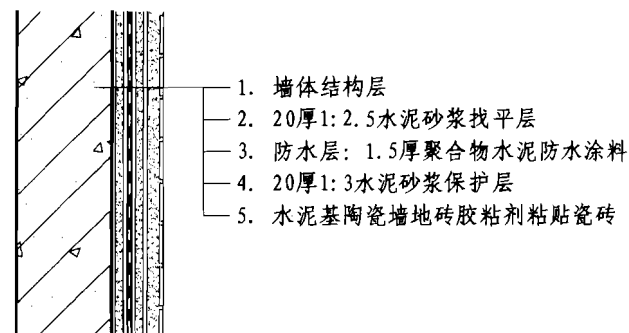 1. 墙体结构层
2. 20厚1:2.5水泥砂浆找平层
3. 防水层: 1.5厚聚合物水泥防水涂料
4. 20厚1:3水泥砂浆保护层
5. 水泥基陶瓷墙地砖胶粘剂粘贴瓷砖